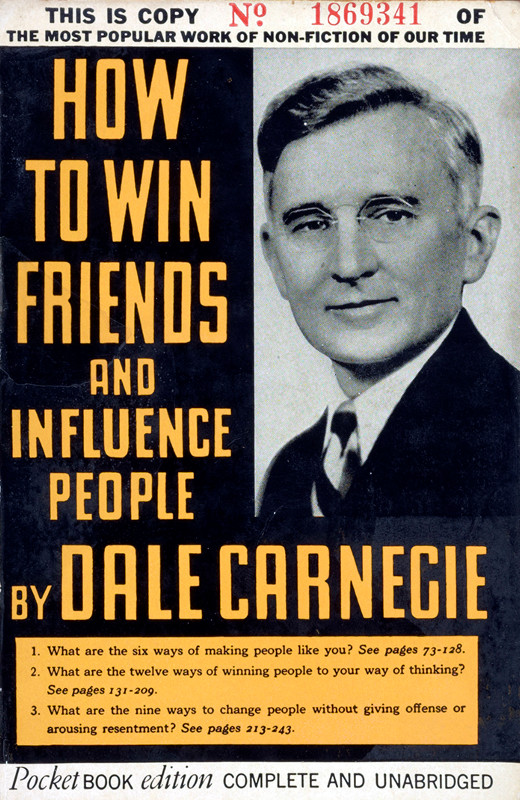 THIS IS COPY Nº 1869341 OF
THE MOST POPULAR WORK OF NON-FICTION OF OUR TIME
HOW
TO WIN
FRIENDS
AND
INFLUENCE
PEOPLE
BY DALE CARNEGIE
1. What are the six ways of making people like you? See pages 73-128.
2. What are the twelve ways of winning people to your way of thinking?
See pages 131-209.
3. What are the nine ways to change people without giving offense or
arousing resentment? See pages 213-243.
Pocket BOOK edition COMPLETE AND UNABRIDGED